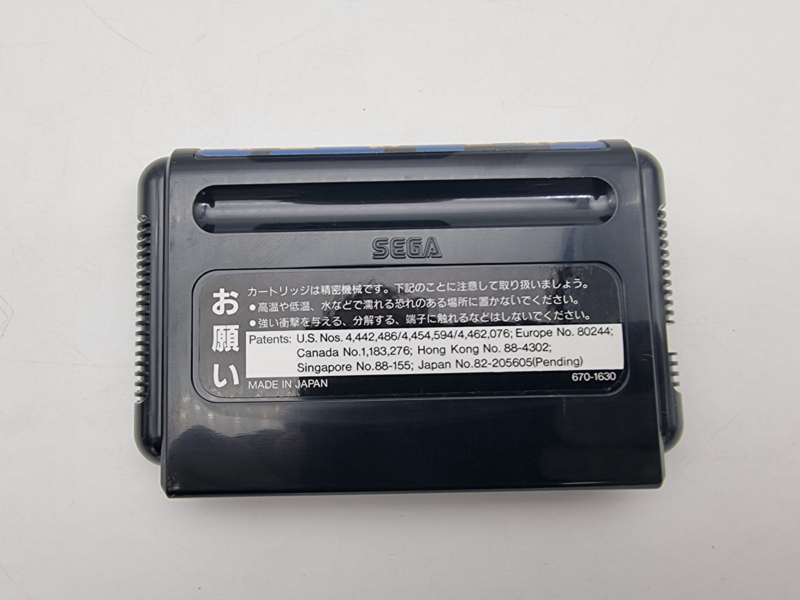 SEGA
お願い
カートリッジは精密機械です。下記のことに注意して取り扱いましょう。
●高温や低温、水などで濡れる恐れのある場所に置かないでください。
●強い衝撃を与える、分解する、端子に触れるなどはしないでください。
Patents: U.S. Nos. 4,442,486/4,454,594/4,462,076; Europe No. 80244;
Canada No.1,183,276; Hong Kong No. 88-4302;
Singapore No.88-155; Japan No.82-205605(Pending)
MADE IN JAPAN 670-1630